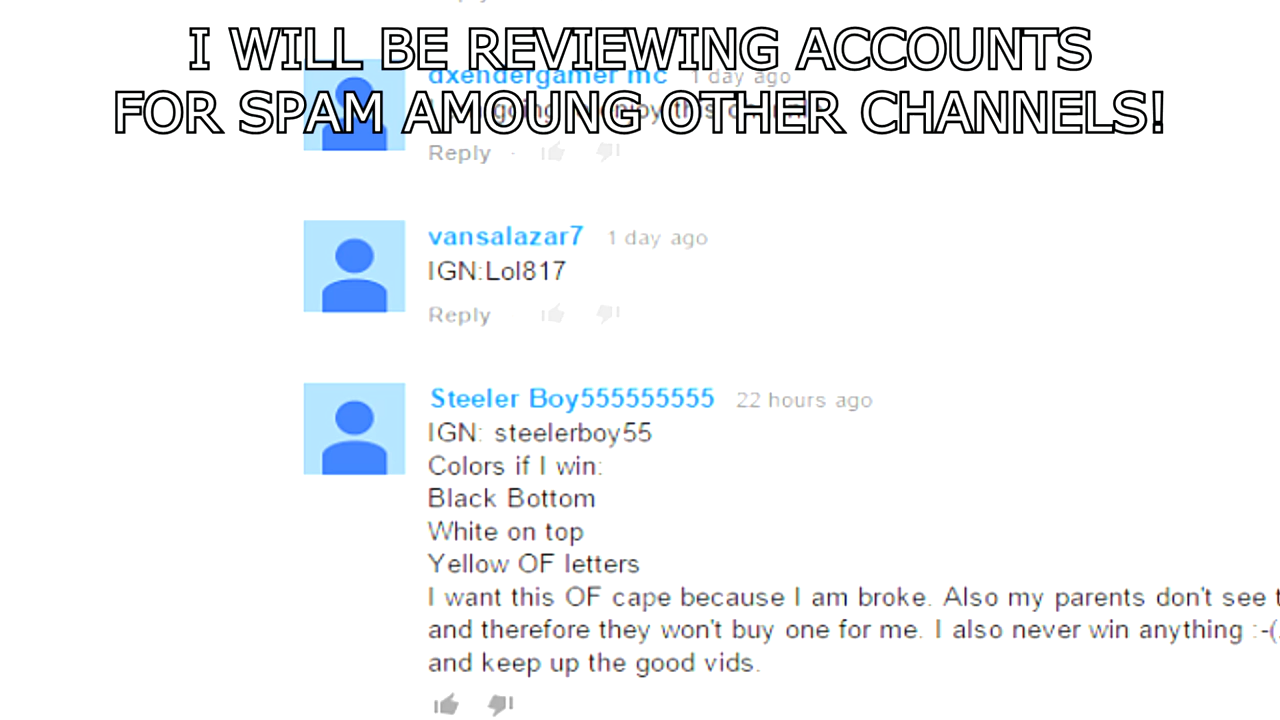 I WILL BE REVIEWING ACCOUNTS
FOR SPAM AMOUNG OTHER CHANNELS!
dxendergamer mc 1 day ago
Reply
vansalazar7 1 day ago
IGN:Lol817
Reply
Steeler Boy555555555 22 hours ago
IGN: steelerboy55
Colors if I win:
Black Bottom
White on top
Yellow OF letters
I want this OF cape because I am broke. Also my parents don't see
and therefore they won't buy one for me. I also never win anything :-(
and keep up the good vids.